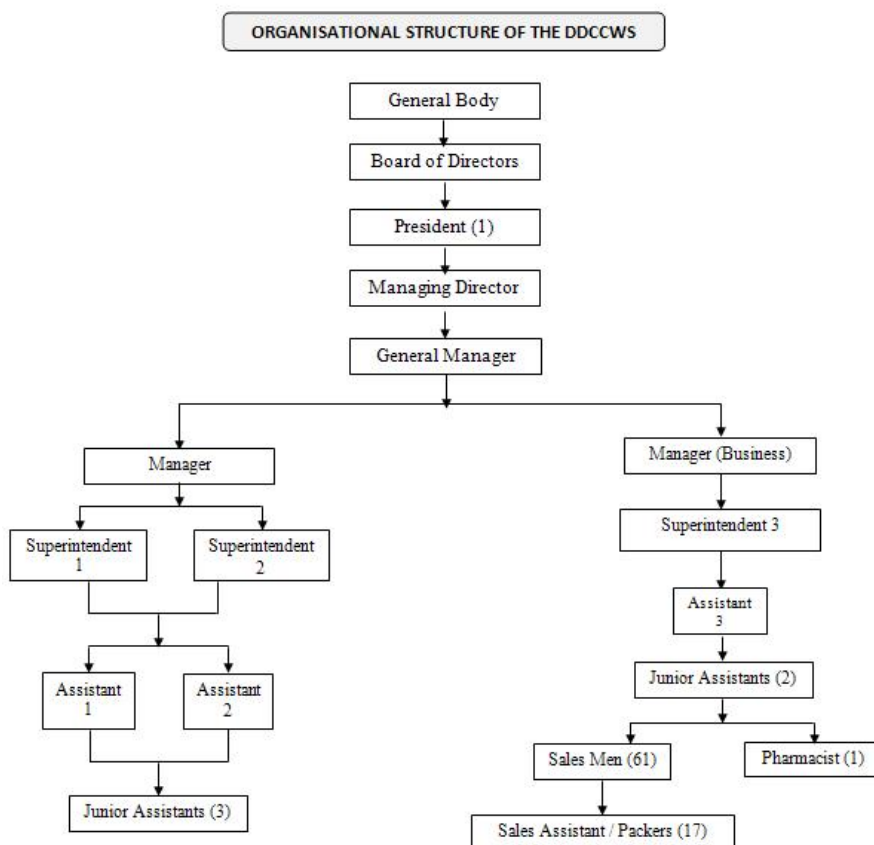 ORGANISATIONAL STRUCTURE OF THE DDCCWS
General Body
Board of Directors
President (1)
Managing Director
General Manager
Manager
Manager (Business)
Superintendent
1
Superintendent
2
Superintendent 3
Assistant
3
Assistant
1
Assistant
2
Junior Assistants (2)
Sales Men (61)
Pharmacist (1)
Junior Assistants (3)
Sales Assistant / Packers (17)